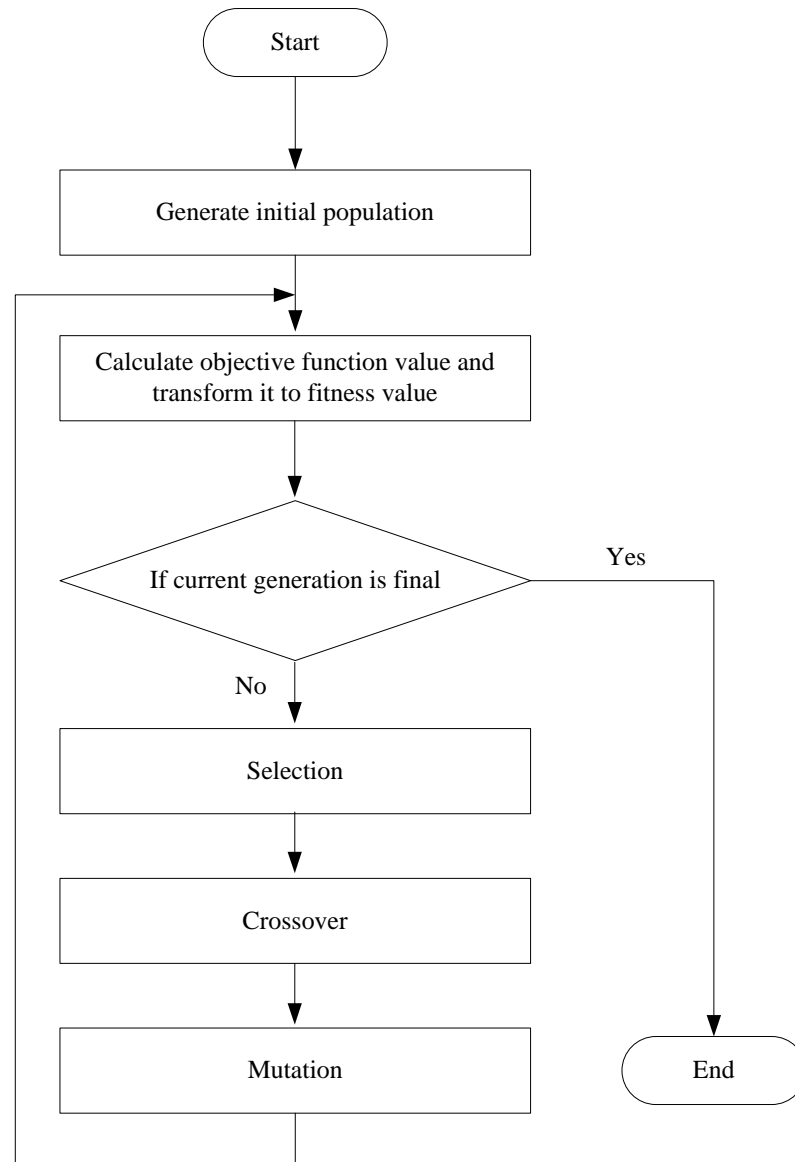 Start
Generate initial population
Calculate objective function value and
transform it to fitness value
If current generation is final
Yes
No
Selection
Crossover
Mutation
End